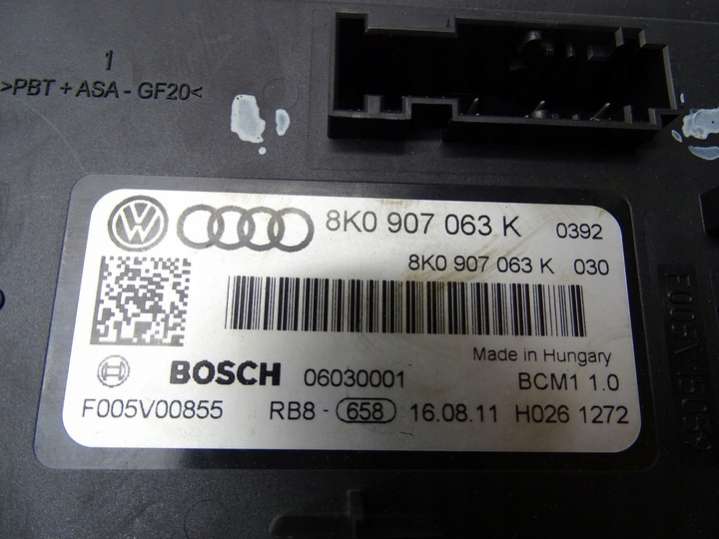 1
>PBT + ASA - GF20<
8K0 907 063 K 0392
8K0 907 063 K 030
Made in Hungary
BOSCH 06030001 BCM1 1.0
F005V00855 RB8 - 658 16.08.11 H026 1272